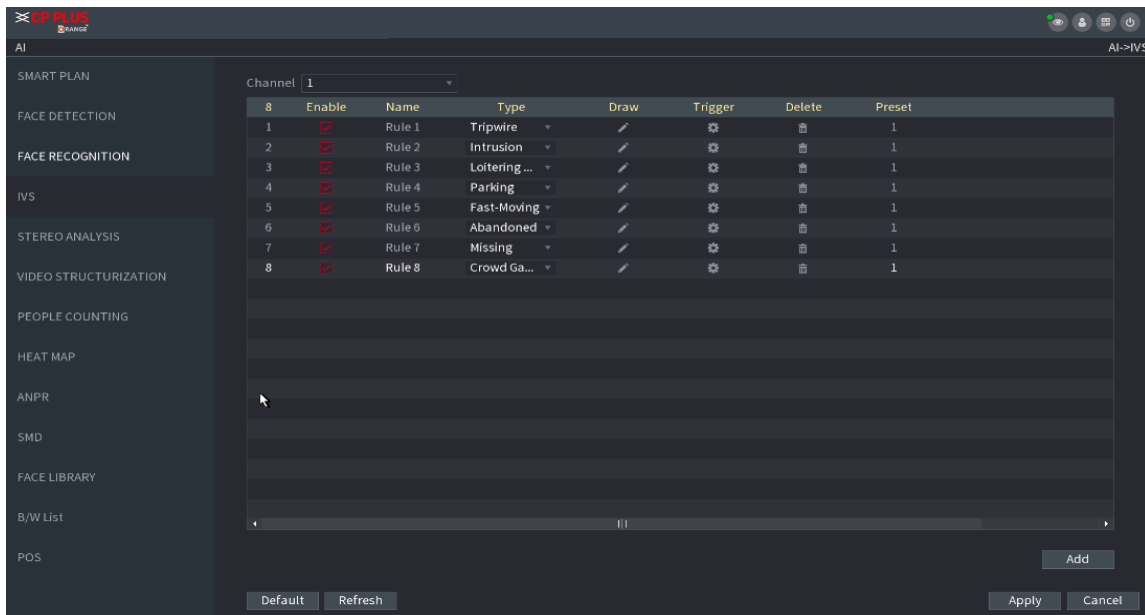 CP PLUS
ORANGE
AI AI->IVS
SMART PLAN
FACE DETECTION
FACE RECOGNITION
IVS
STEREO ANALYSIS
VIDEO STRUCTURIZATION
PEOPLE COUNTING
HEAT MAP
ANPR
SMD
FACE LIBRARY
B/W List
POS
Channel 1
8 Enable Name Type Draw Trigger Delete Preset
1 Rule 1 Tripwire 1
2 Rule 2 Intrusion 1
3 Rule 3 Loitering ... 1
4 Rule 4 Parking 1
5 Rule 5 Fast-Moving 1
6 Rule 6 Abandoned 1
7 Rule 7 Missing 1
8 Rule 8 Crowd Ga... 1
Add
Default Refresh Apply Cancel